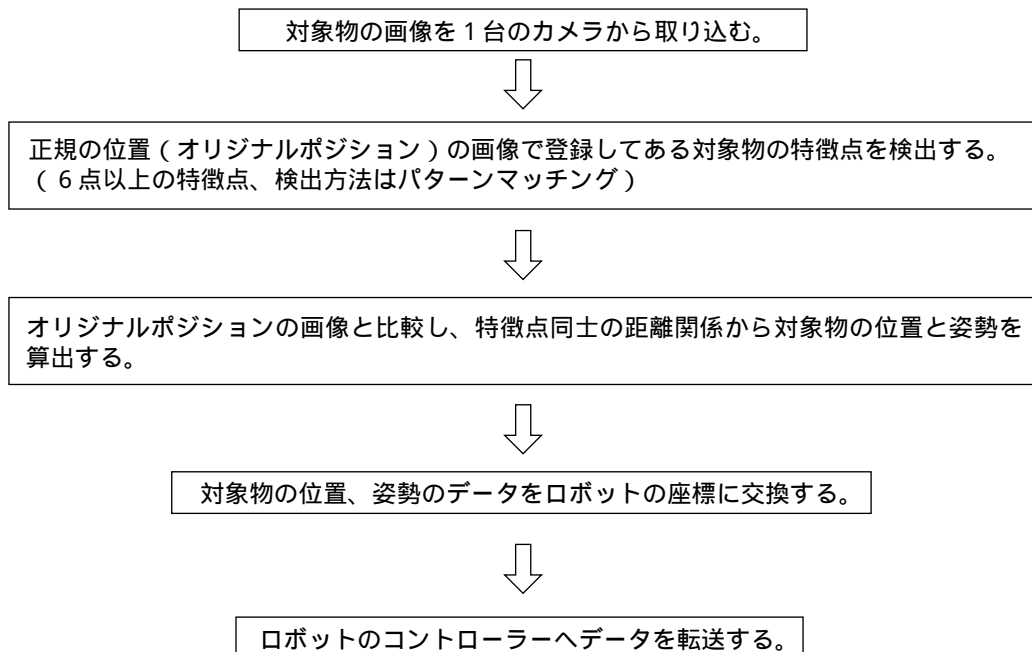 対象物の画像を１台のカメラから取り込む。
正規の位置（オリジナルポジション）の画像で登録してある対象物の特徴点を検出する。
（６点以上の特徴点、検出方法はパターンマッチング）
オリジナルポジションの画像と比較し、特徴点同士の距離関係から対象物の位置と姿勢を
算出する。
対象物の位置、姿勢のデータをロボットの座標に交換する。
ロボットのコントローラーへデータを転送する。